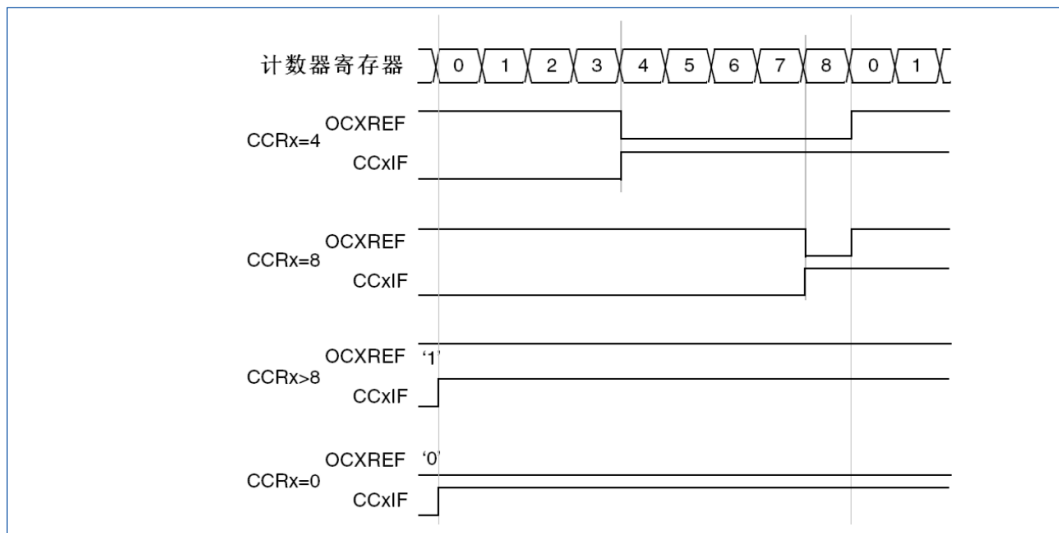 计数器寄存器 0 1 2 3 4 5 6 7 8 0 1
OCXREF
CCRx=4
CCxIF
OCXREF
CCRx=8
CCxIF
OCXREF '1'
CCRx>8
CCxIF
OCXREF '0'
CCRx=0
CCxIF